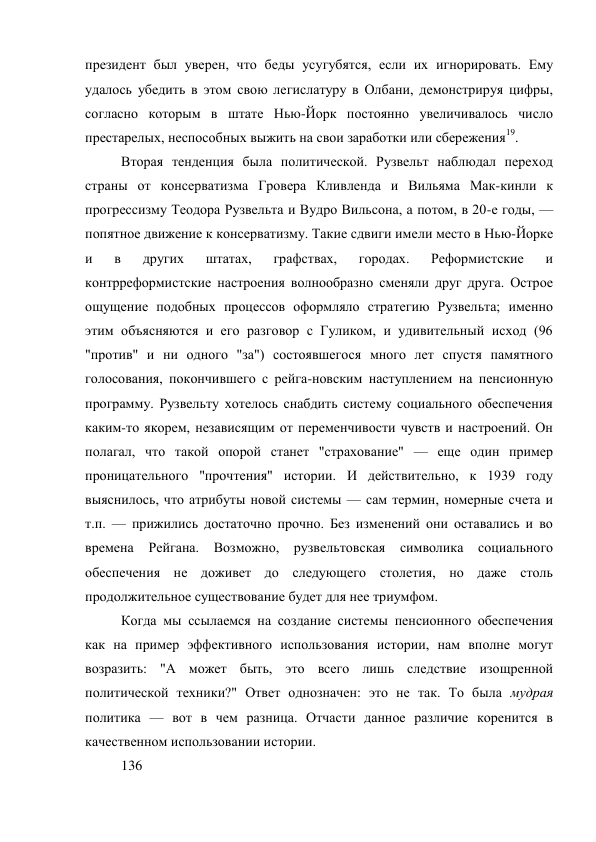 президент был уверен, что беды усугубятся, если их игнорировать. Ему
удалось убедить в этом свою легислатуру в Олбани, демонстрируя цифры,
согласно которым в штате Нью-Йорк постоянно увеличивалось число
престарелых, неспособных выжить на свои заработки или сбережения19.
Вторая тенденция была политической. Рузвельт наблюдал переход
страны от консерватизма Гровера Кливленда и Вильяма Мак-кинли к
прогрессизму Теодора Рузвельта и Вудро Вильсона, а потом, в 20-е годы, —
попятное движение к консерватизму. Такие сдвиги имели место в Нью-Йорке
и в других штатах, графствах, городах. Реформистские и
контрреформистские настроения волнообразно сменяли друг друга. Острое
ощущение подобных процессов оформляло стратегию Рузвельта; именно
этим объясняются и его разговор с Гуликом, и удивительный исход (96
"против" и ни одного "за") состоявшегося много лет спустя памятного
голосования, покончившего с рейга-новским наступлением на пенсионную
программу. Рузвельту хотелось снабдить систему социального обеспечения
каким-то якорем, независящим от переменчивости чувств и настроений. Он
полагал, что такой опорой станет "страхование" — еще один пример
проницательного "прочтения" истории. И действительно, к 1939 году
выяснилось, что атрибуты новой системы — сам термин, номерные счета и
т.п. — прижились достаточно прочно. Без изменений они оставались и во
времена Рейгана. Возможно, рузвельтовская символика социального
обеспечения не доживет до следующего столетия, но даже столь
продолжительное существование будет для нее триумфом.
Когда мы ссылаемся на создание системы пенсионного обеспечения
как на пример эффективного использования истории, нам вполне могут
возразить: "А может быть, это всего лишь следствие изощренной
политической техники?" Ответ однозначен: это не так. То была мудрая
политика — вот в чем разница. Отчасти данное различие коренится в
качественном использовании истории.
136